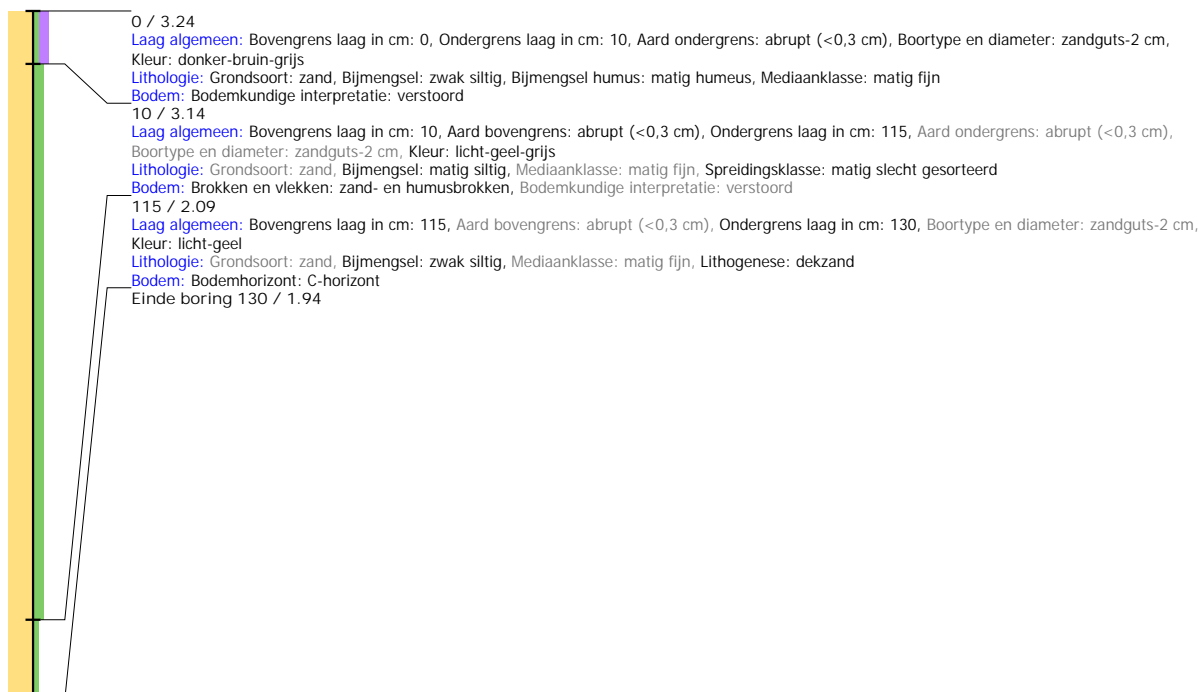 0 / 3.24
Laag algemeen: Bovengrens laag in cm: 0, Ondergrens laag in cm: 10, Aard ondergrens: abrupt (<0,3 cm), Boortype en diameter: zandguts-2 cm,
Kleur: donker-bruin-grijs
Lithologie: Grondsoort: zand, Bijmengsel: zwak siltig, Bijmengsel humus: matig humeus, Mediaanklasse: matig fijn
Bodem: Bodemkundige interpretatie: verstoord
10 / 3.14
Laag algemeen: Bovengrens laag in cm: 10, Aard bovengrens: abrupt (<0,3 cm), Ondergrens laag in cm: 115, Aard ondergrens: abrupt (<0,3 cm),
Boortype en diameter: zandguts-2 cm, Kleur: licht-geel-grijs
Lithologie: Grondsoort: zand, Bijmengsel: matig siltig, Mediaanklasse: matig fijn, Spreidingsklasse: matig slecht gesorteerd
Bodem: Brokken en vlekken: zand- en humusbrokken, Bodemkundige interpretatie: verstoord
115 / 2.09
Laag algemeen: Bovengrens laag in cm: 115, Aard bovengrens: abrupt (<0,3 cm), Ondergrens laag in cm: 130, Boortype en diameter: zandguts-2 cm,
Kleur: licht-geel
Lithologie: Grondsoort: zand, Bijmengsel: zwak siltig, Mediaanklasse: matig fijn, Lithogenese: dekzand
Bodem: Bodemhorizont: C-horizont
Einde boring 130 / 1.94